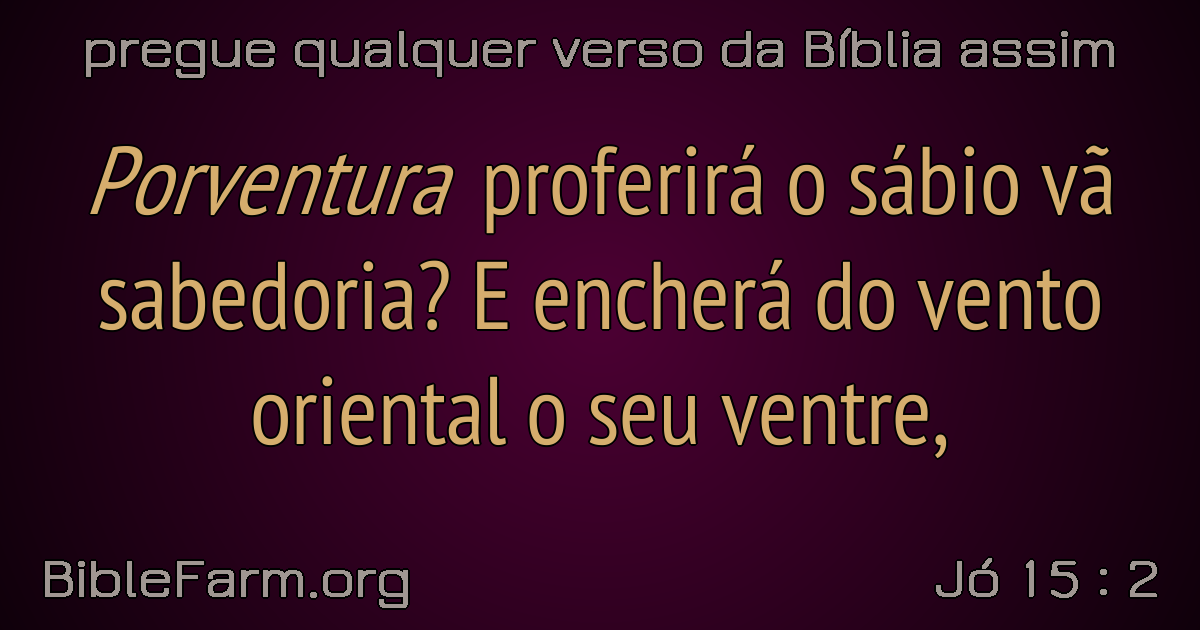 pregue qualquer verso da Bíblia assim
Porventura proferirá o sábio vã
sabedoria? E encherá do vento
oriental o seu ventre,
BibleFarm.org
Jó 15 : 2